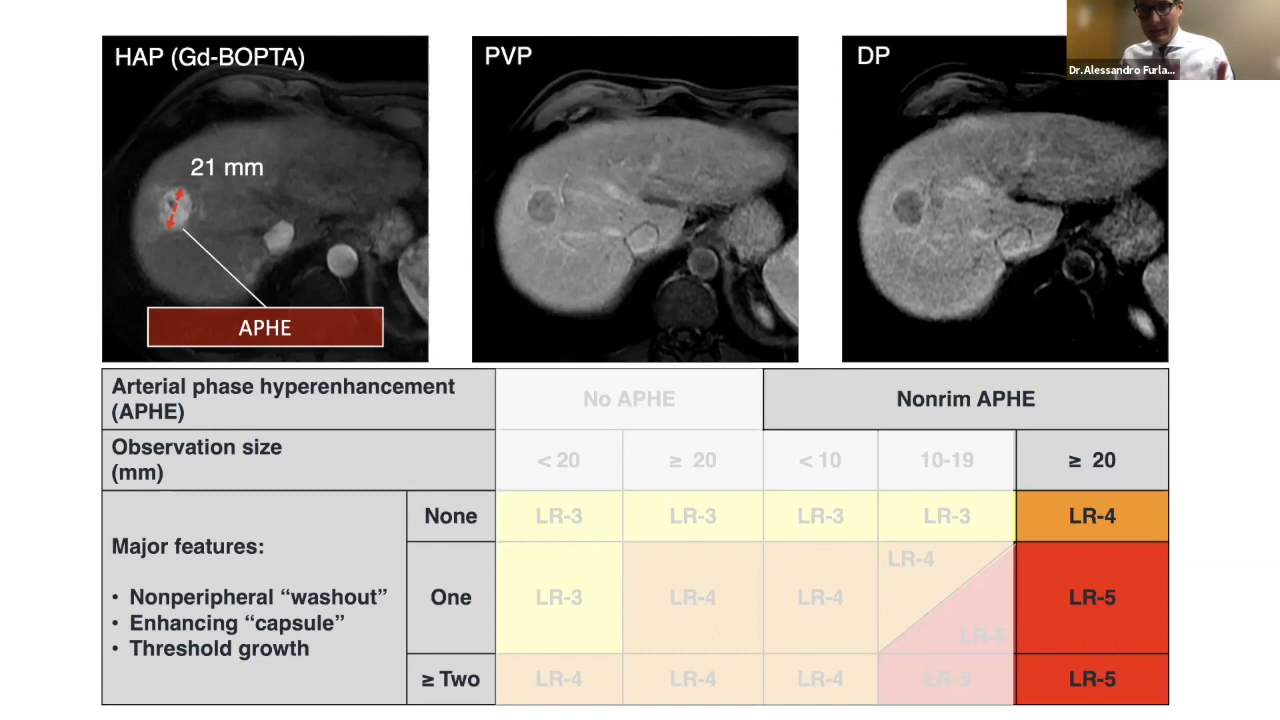 HAP (Gd-BOPTA)
PVP
DP
Dr.Alessandro Furla...
21 mm
APHE
Arterial phase hyperenhancement
(APHE)
No APHE
Nonrim APHE
Observation size
(mm)
< 20
≥ 20
< 10
10-19
≥ 20
Major features:
• Nonperipheral “washout”
• Enhancing “capsule”
• Threshold growth
None
LR-3
LR-3
LR-3
LR-3
LR-4
One
LR-3
LR-4
LR-4
LR-4
LR-5
LR-5
≥ Two
LR-4
LR-4
LR-4
LR-5
LR-5